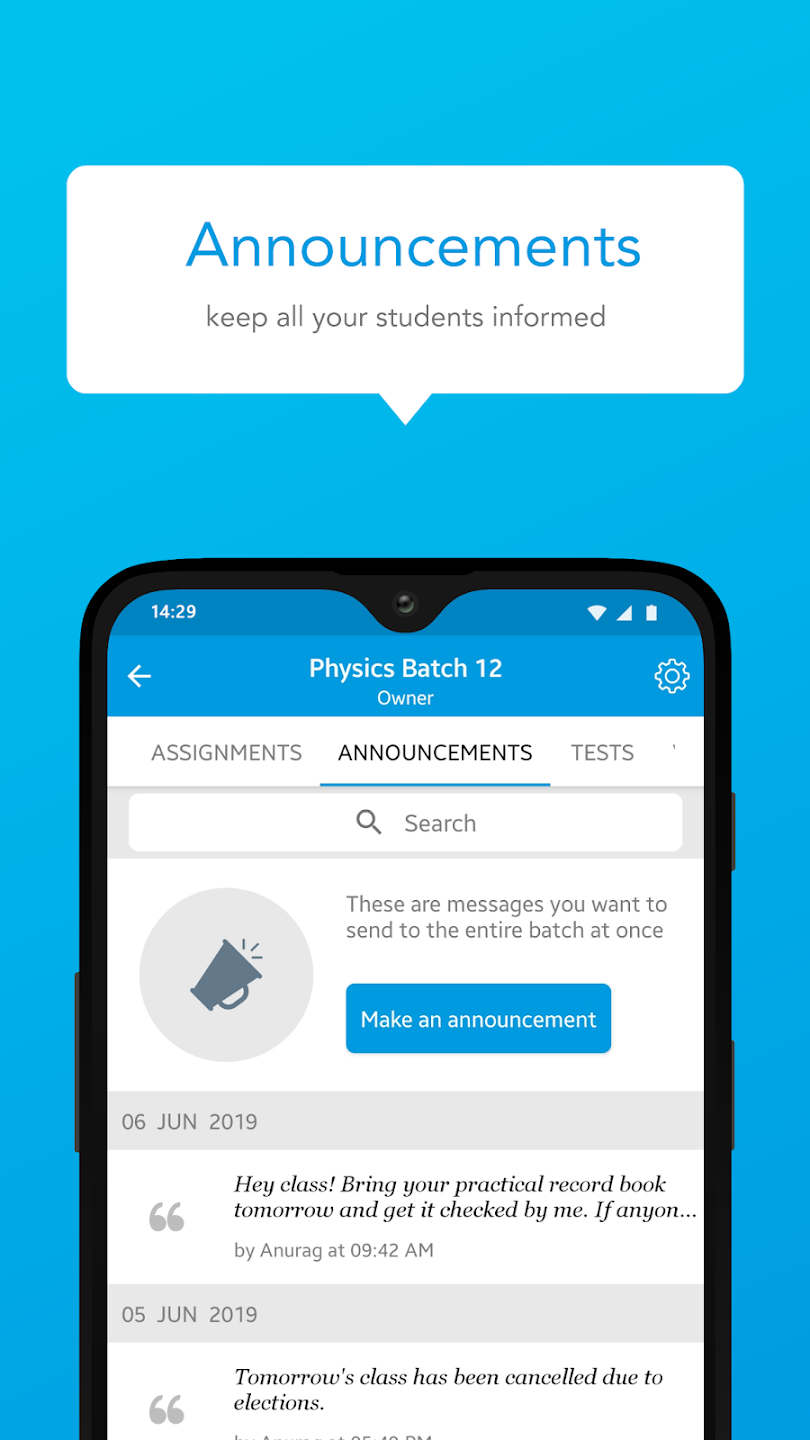 Announcements
keep all your students informed
14:29
Physics Batch 12
Owner
ASSIGNMENTS ANNOUNCEMENTS TESTS
Search
These are messages you want to
send to the entire batch at once
Make an announcement
06 JUN 2019
Hey class! Bring your practical record book
tomorrow and get it checked by me. If anyon...
by Anurag at 09:42 AM
05 JUN 2019
Tomorrow's class has been cancelled due to
elections.